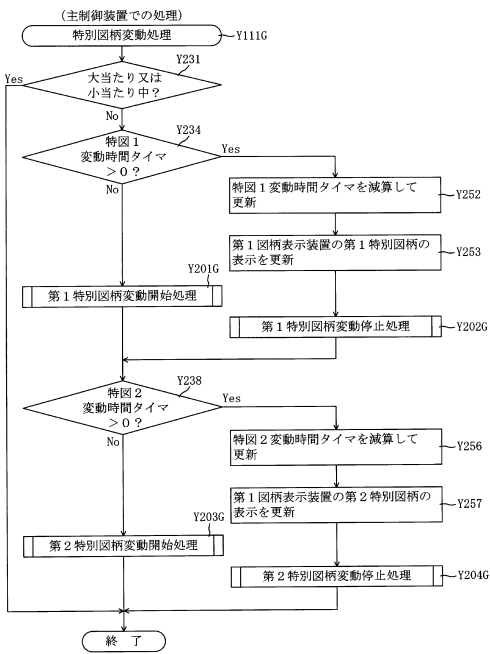 （主制御装置での処理）
特別図柄変動処理
Y111G
Y231
Yes
大当たり又は
小当たり中？
No
Y234
特図１
変動時間タイマ
＞０？
Yes
No
特図１変動時間タイマを減算して
更新
Y252
第１図柄表示装置の第１特別図柄の
表示を更新
Y253
Y201G
第１特別図柄変動開始処理
第１特別図柄変動停止処理
Y202G
Y238
特図２
変動時間タイマ
＞０？
Yes
No
特図２変動時間タイマを減算して
更新
Y256
第１図柄表示装置の第２特別図柄の
表示を更新
Y257
Y203G
第２特別図柄変動開始処理
第２特別図柄変動停止処理
Y204G
終　了